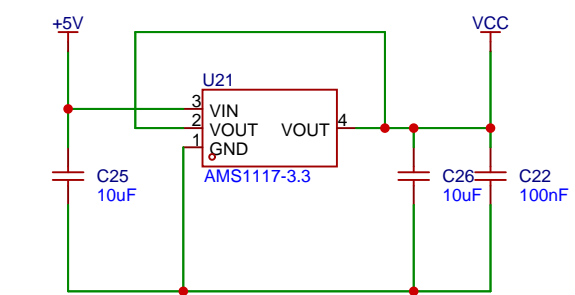 +5V
VCC
U21
3 VIN
2 VOUT
VOUT 4
1 GND
AMS1117-3.3
C25
10uF
C26
10uF
C22
100nF